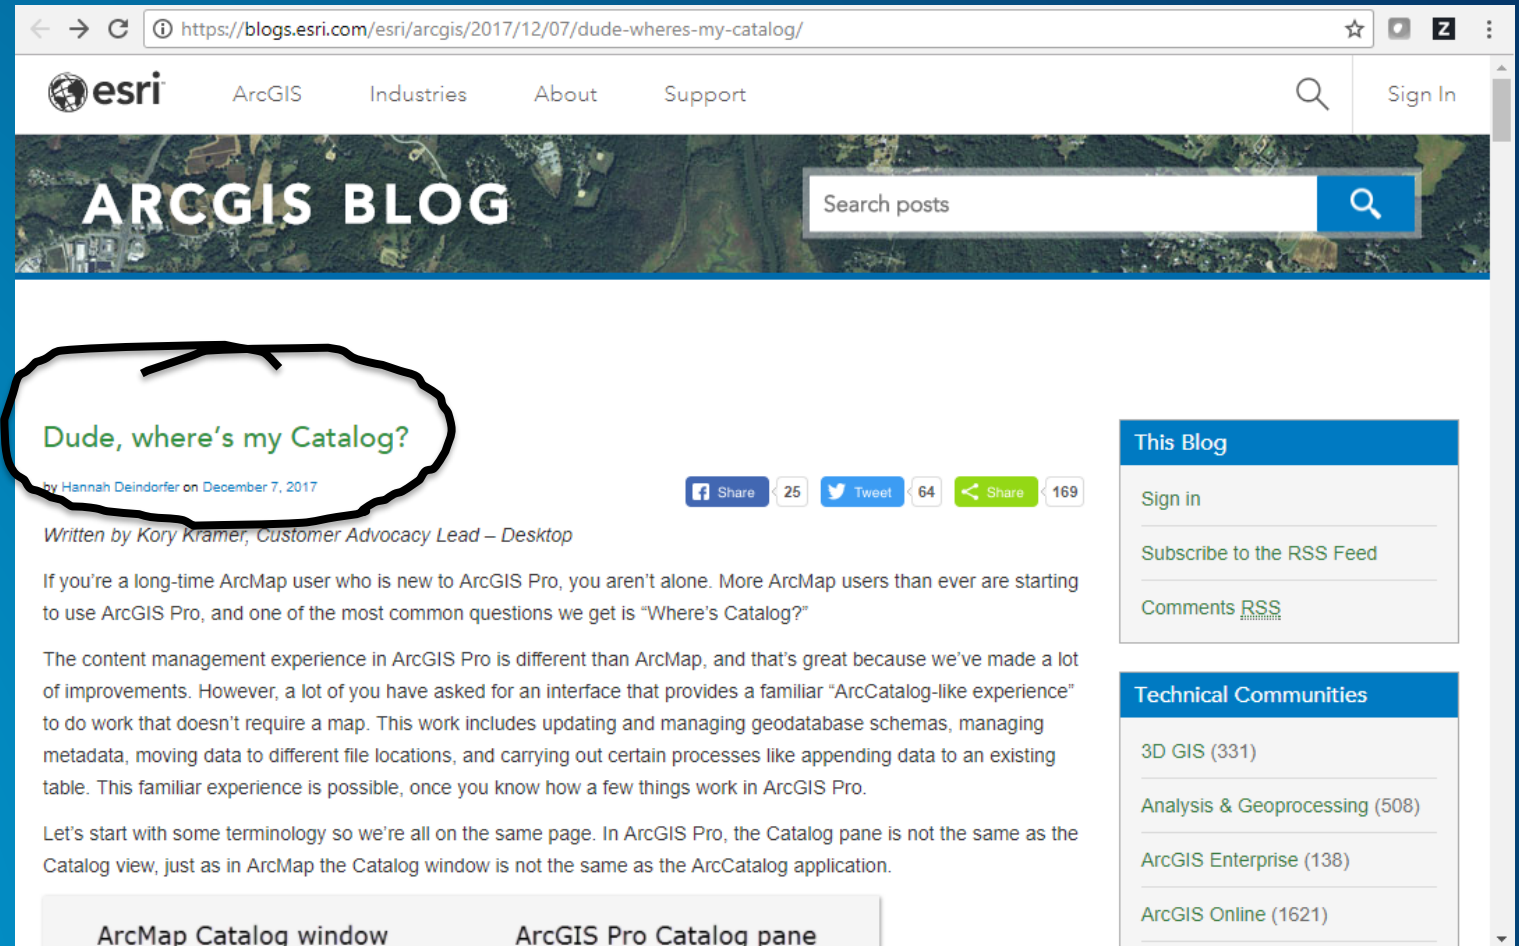 https://blogs.esri.com/esri/arcgis/2017/12/07/dude-wheres-my-catalog/
Z
esri
ArcGIS
Industries
About
Support
Sign In
ARCGIS BLOG
Search posts
Dude, where's my Catalog?
by Hannah Deindorfer on December 7, 2017
Share 25
Tweet 64
Share 169
Written by Kory Kramer, Customer Advocacy Lead – Desktop
If you're a long-time ArcMap user who is new to ArcGIS Pro, you aren't alone. More ArcMap users than ever are starting
to use ArcGIS Pro, and one of the most common questions we get is “Where's Catalog?”
The content management experience in ArcGIS Pro is different than ArcMap, and that's great because we've made a lot
of improvements. However, a lot of you have asked for an interface that provides a familiar “ArcCatalog-like experience”
to do work that doesn't require a map. This work includes updating and managing geodatabase schemas, managing
metadata, moving data to different file locations, and carrying out certain processes like appending data to an existing
table. This familiar experience is possible, once you know how a few things work in ArcGIS Pro.
Let's start with some terminology so we're all on the same page. In ArcGIS Pro, the Catalog pane is not the same as the
Catalog view, just as in ArcMap the Catalog window is not the same as the ArcCatalog application.
ArcMap Catalog window
ArcGIS Pro Catalog pane
This Blog
Sign in
Subscribe to the RSS Feed
Comments RSS
Technical Communities
3D GIS (331)
Analysis & Geoprocessing (508)
ArcGIS Enterprise (138)
ArcGIS Online (1621)